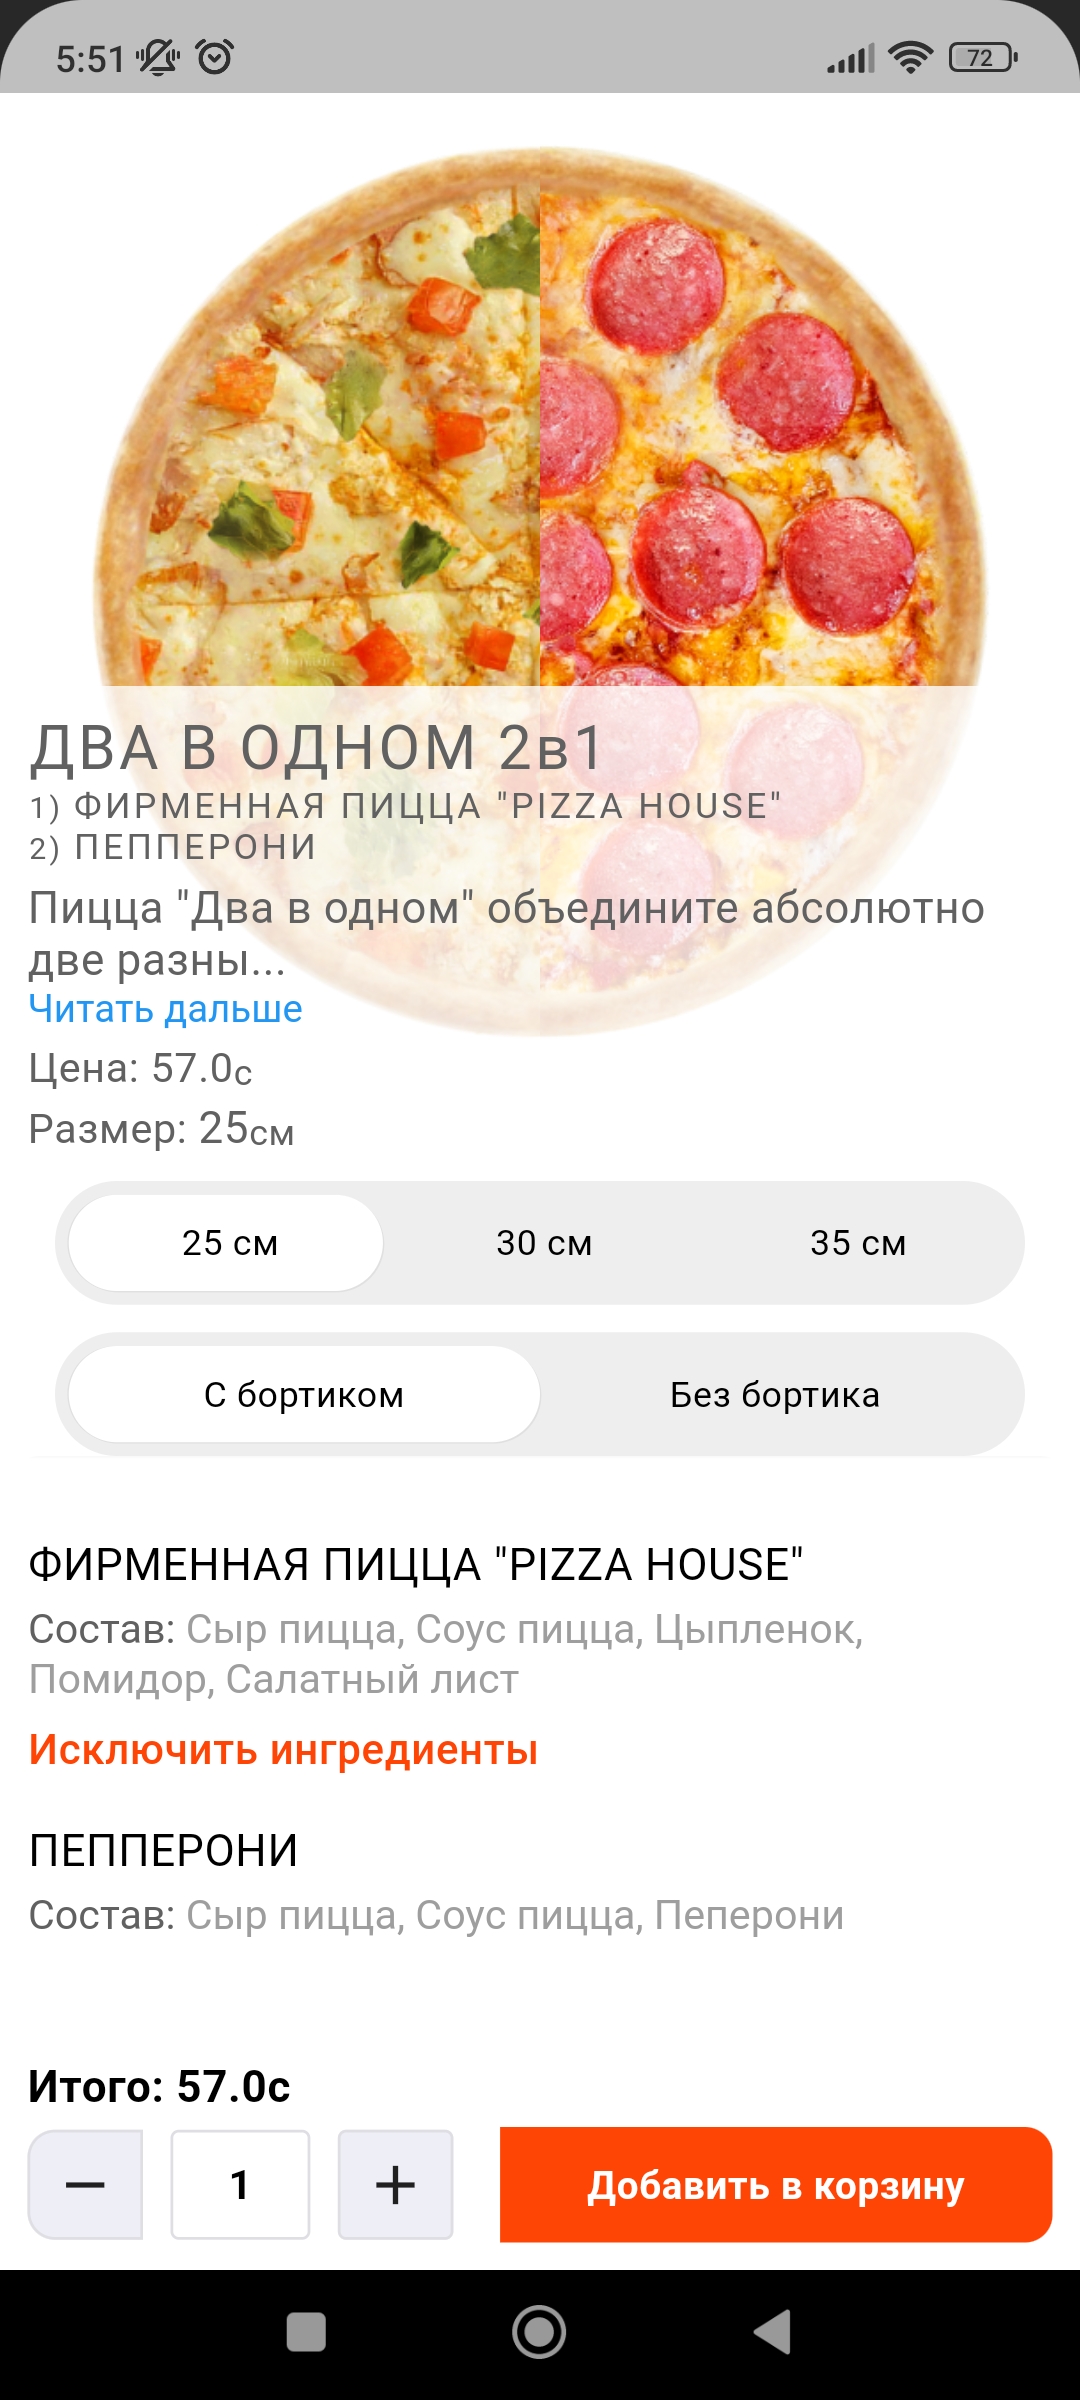 5:51
72
ДВА В ОДНОМ 2в1
1) ФИРМЕННАЯ ПИЦЦА "PIZZA HOUSE"
2) ПЕППЕРОНИ
Пицца "Два в одном" объедините абсолютно
две разны...
Читать дальше
Цена: 57.0с
Размер: 25см
25 см 30 см 35 см
С бортиком Без бортика
ФИРМЕННАЯ ПИЦЦА "PIZZA HOUSE"
Состав: Сыр пицца, Соус пицца, Цыпленок,
Помидор, Салатный лист
Исключить ингредиенты
ПЕППЕРОНИ
Состав: Сыр пицца, Соус пицца, Пеперони
Итого: 57.0с
1
Добавить в корзину